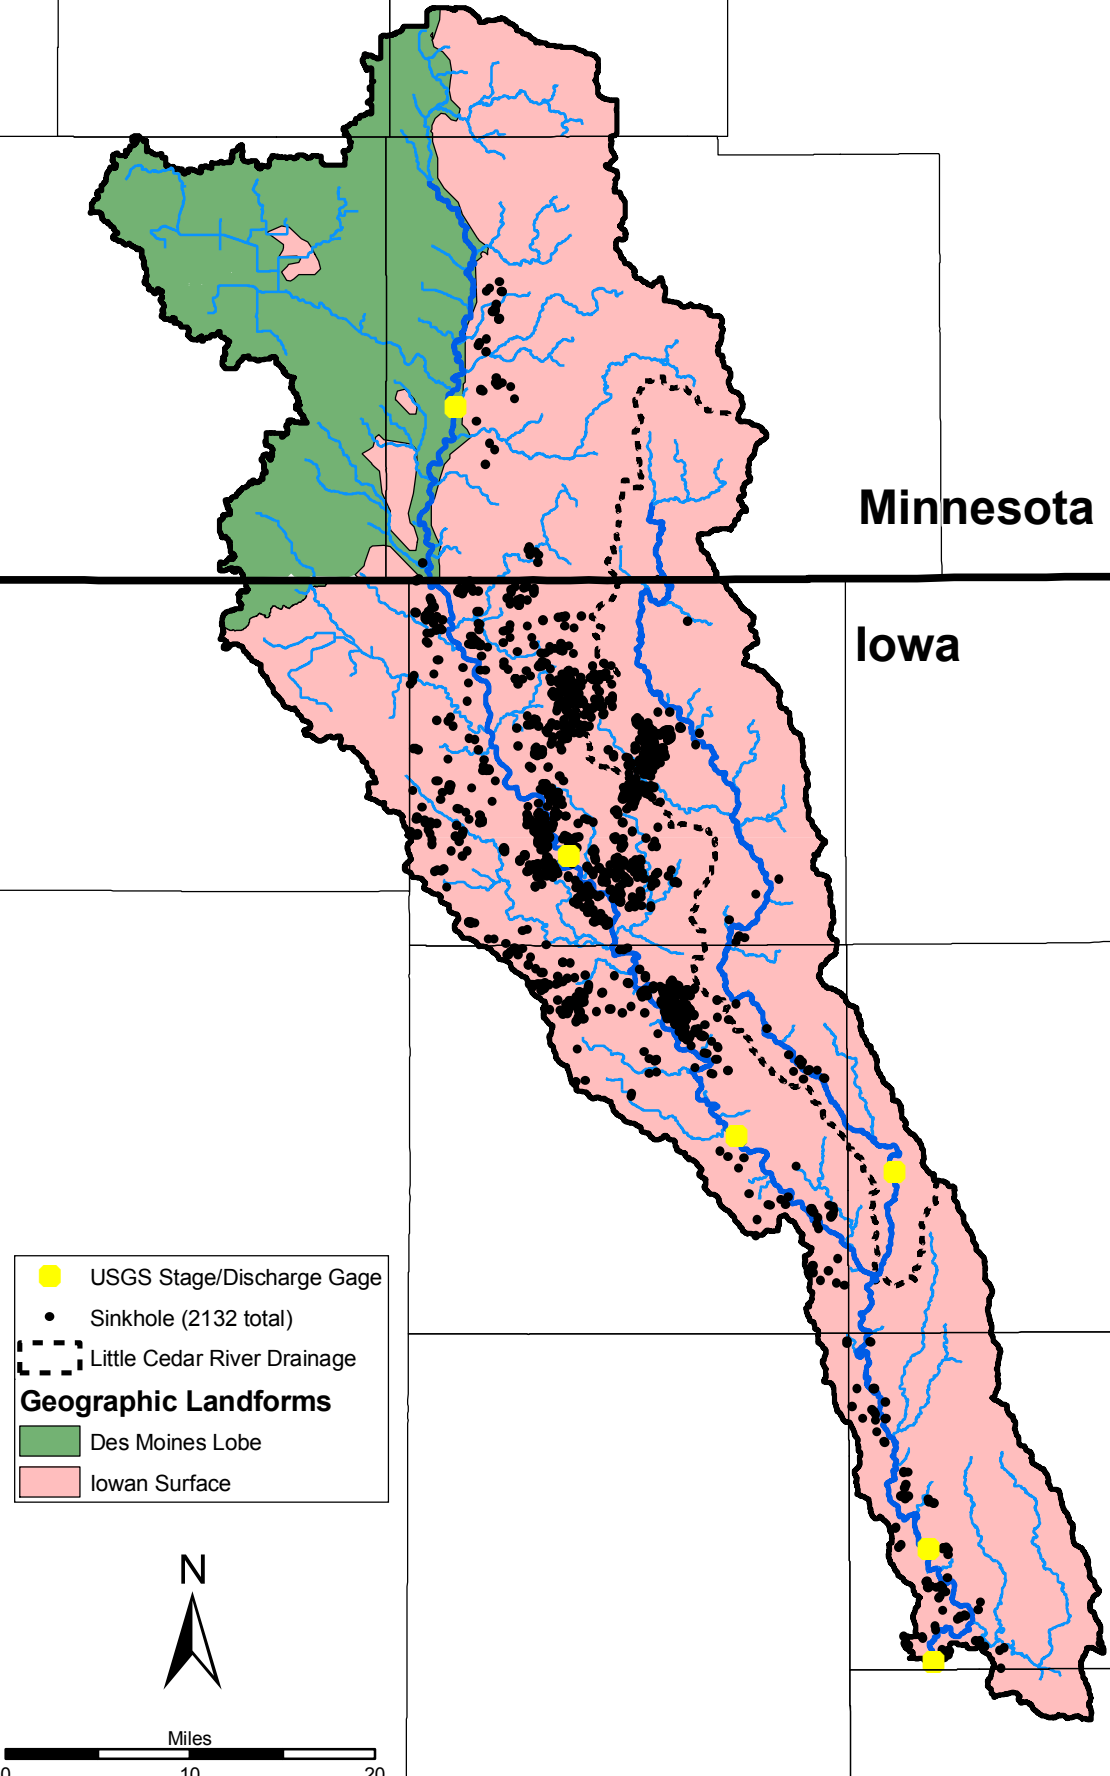 Minnesota
Iowa
USGS Stage/Discharge Gage
Sinkhole (2132 total)
Little Cedar River Drainage
Geographic Landforms
Des Moines Lobe
Iowan Surface
N
Miles
0 10 20